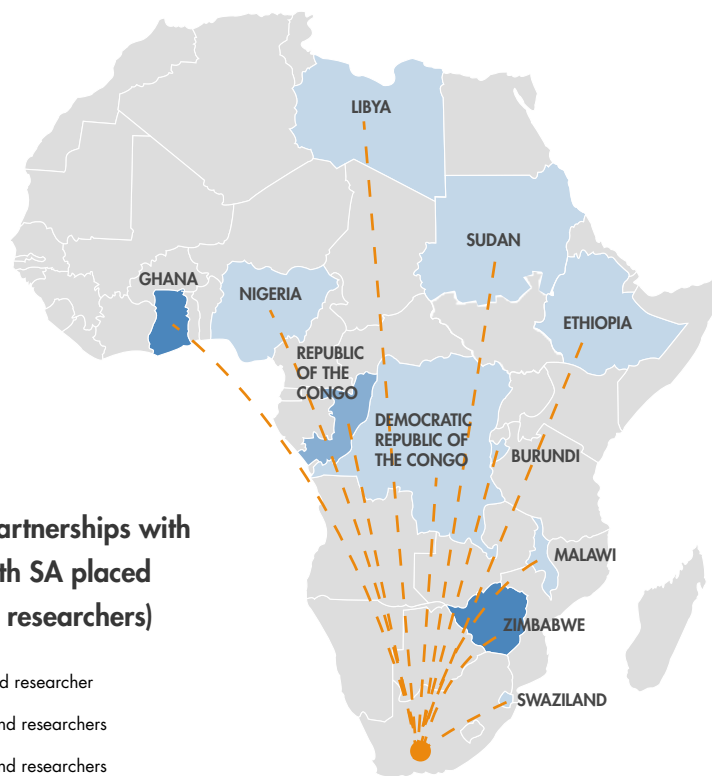 LIBYA
SUDAN
GHANA
NIGERIA
ETHIOPIA
REPUBLIC
OF THE
CONGO
DEMOCRATIC
REPUBLIC OF
THE CONGO
BURUNDI
MALAWI
ZIMBABWE
SWAZILAND
artnerships with
th SA placed
researchers)
d researcher
nd researchers
nd researchers